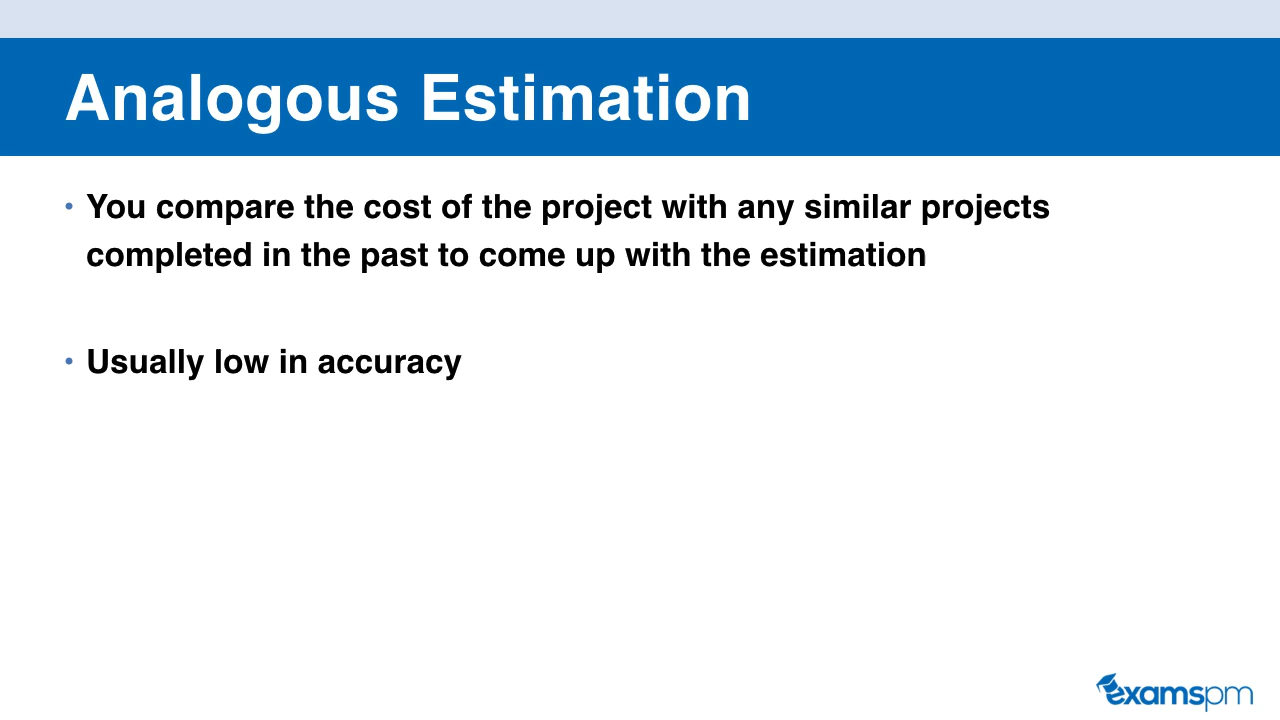 Analogous Estimation
• You compare the cost of the project with any similar projects
completed in the past to come up with the estimation
• Usually low in accuracy
examspm